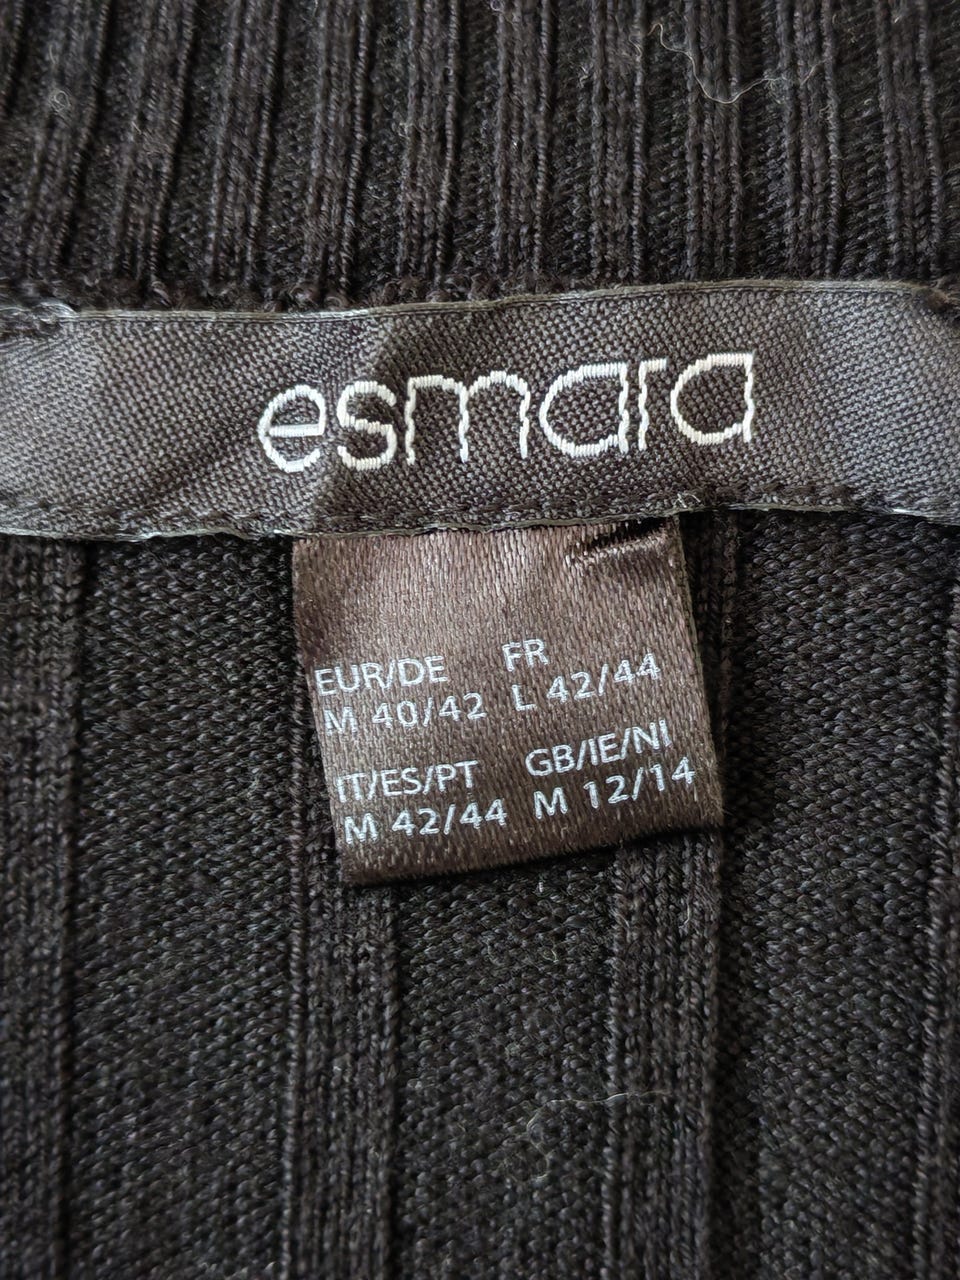 esmara
EUR/DE FR
M 40/42 L 42/44
IT/ES/PT GB/IE/NI
M 42/44 M 12/14